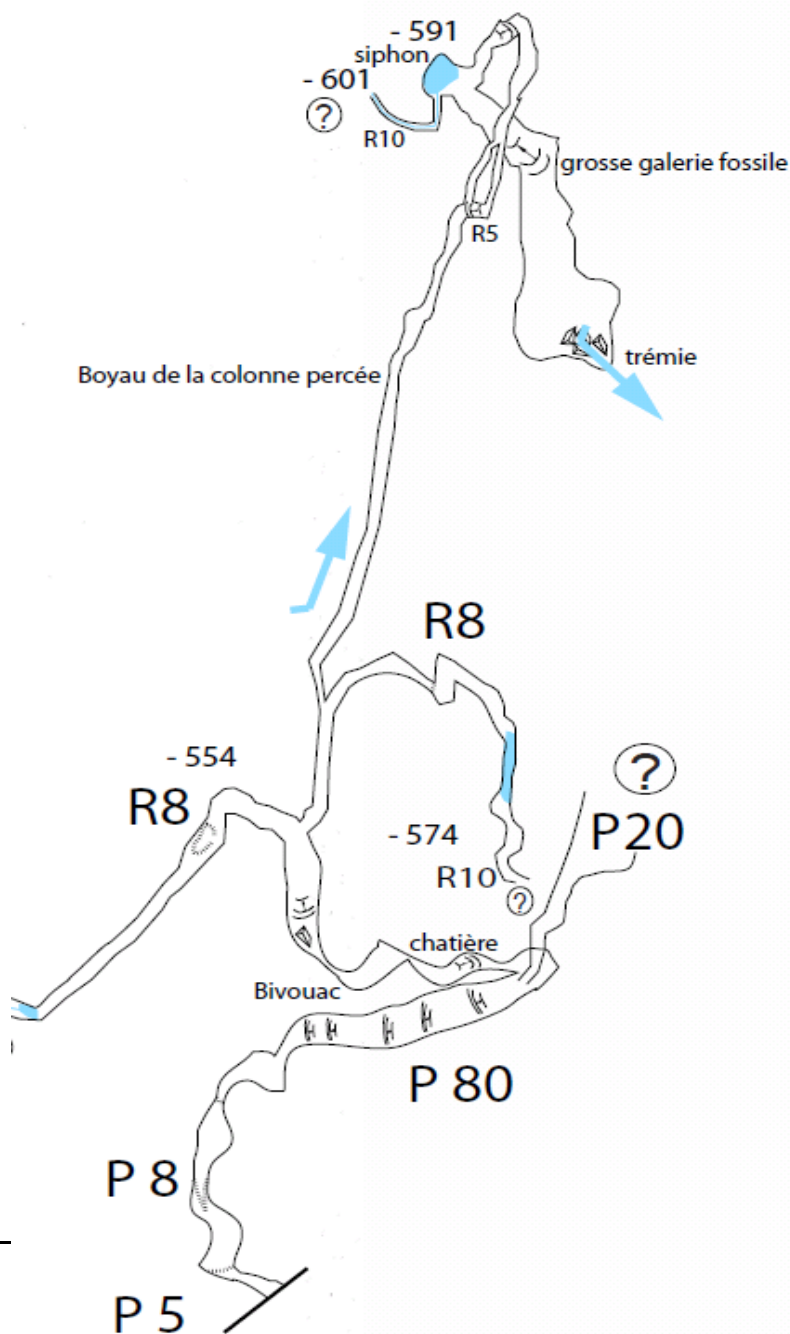 - 591
siphon
- 601
?
R10
grosse galerie fossile
R5
trémie
Boyau de la colonne percée
R8
- 554
?
R8
P20
- 574
R10
?
chatière
Bivouac
P 80
P 8
P 5